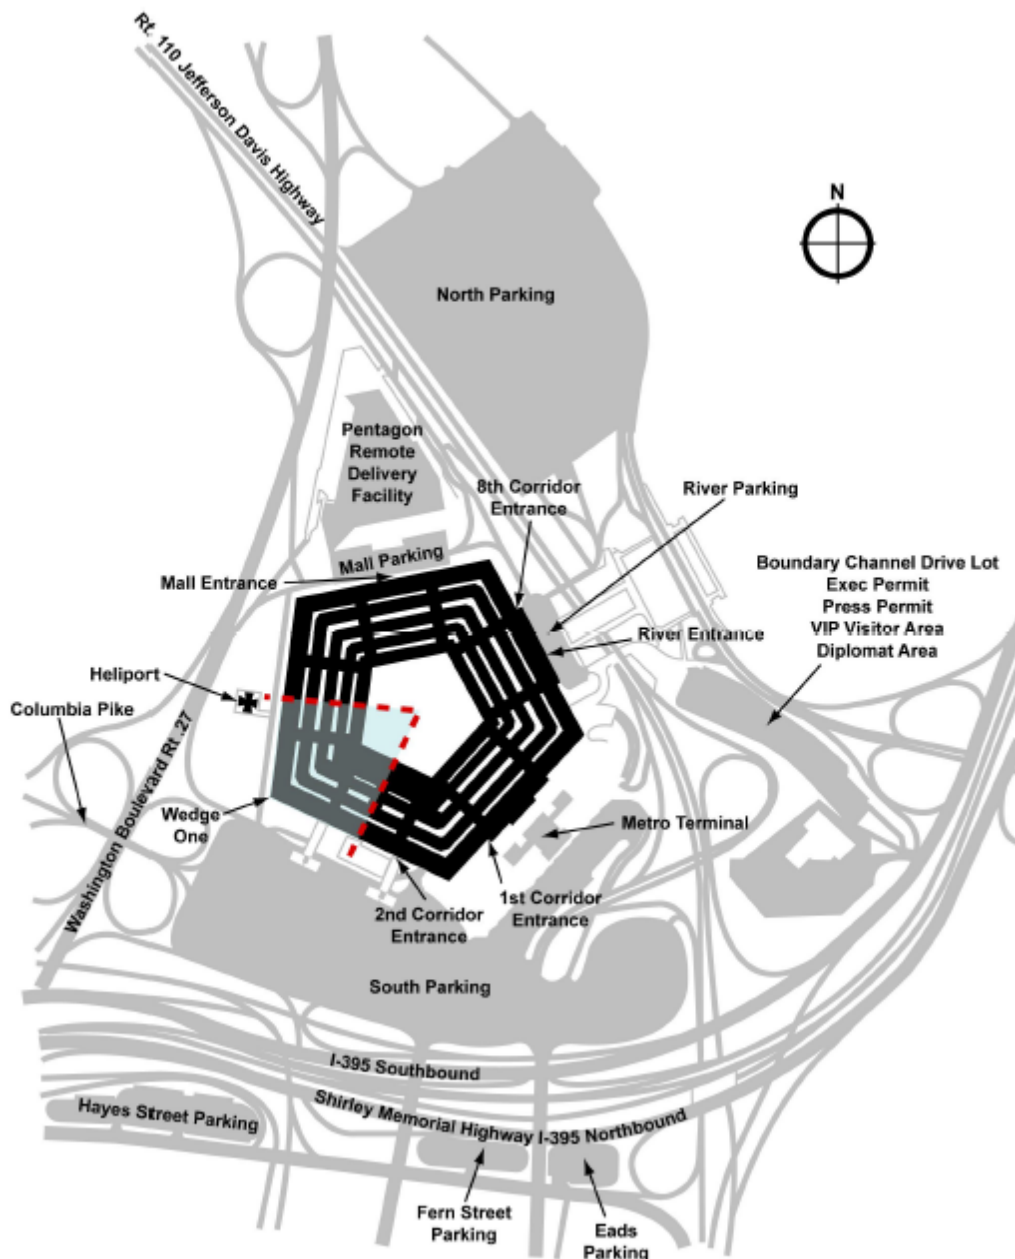 Rt. 110 Jefferson Davis Highway
N
North Parking
Pentagon
Remote
Delivery
Facility
8th Corridor
Entrance
River Parking
Mall Parking
Mall Entrance
Boundary Channel Drive Lot
Exec Permit
Press Permit
VIP Visitor Area
Diplomat Area
River Entrance
Heliport
Columbia Pike
Washington Boulevard Rt .27
Wedge
One
Metro Terminal
1st Corridor
Entrance
2nd Corridor
Entrance
South Parking
I-395 Southbound
Shirley Memorial Highway I-395 Northbound
Hayes Street Parking
Fern Street
Parking
Eads
Parking